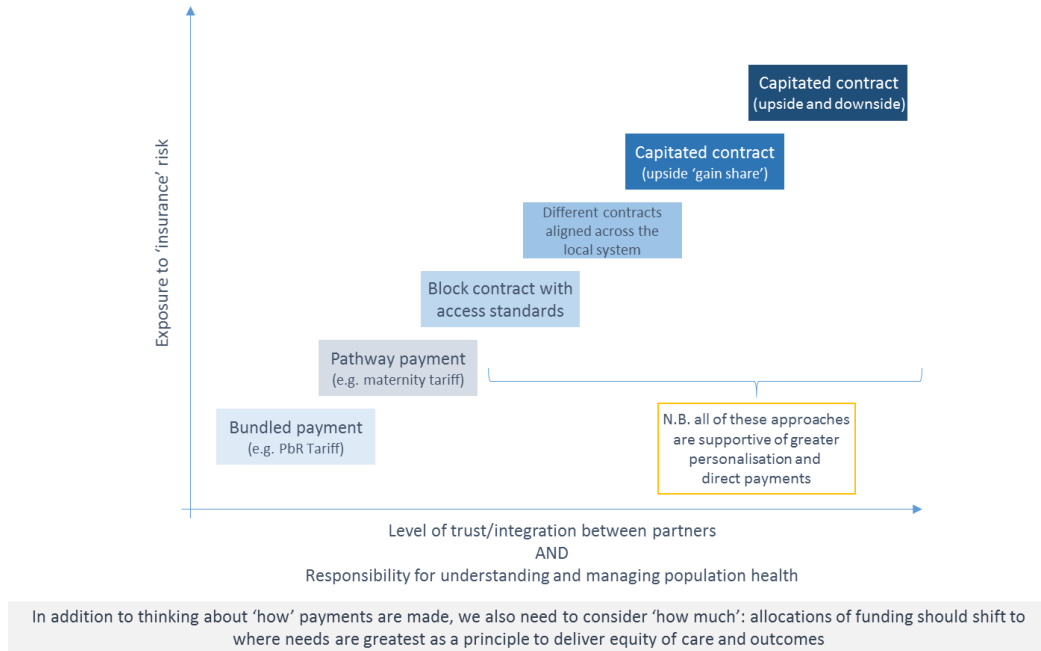 Capitated contract
(upside and downside)
Capitated contract
(upside ‘gain share’)
Different contracts
aligned across the
local system
Block contract with
access standards
Pathway payment
(e.g. maternity tariff)
Bundled payment
(e.g. PbR Tariff)
N.B. all of these approaches
are supportive of greater
personalisation and
direct payments
Exposure to ‘insurance’ risk
Level of trust/integration between partners
AND
Responsibility for understanding and managing population health
In addition to thinking about ‘how’ payments are made, we also need to consider ‘how much’: allocations of funding should shift to
where needs are greatest as a principle to deliver equity of care and outcomes